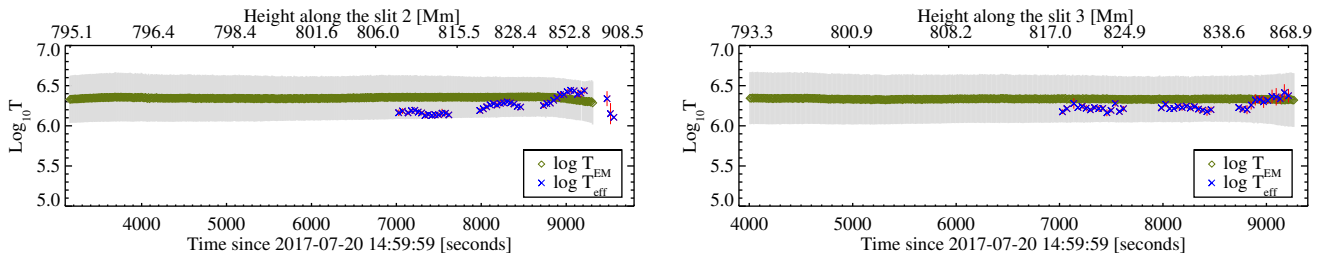 Height along the slit 2 [Mm]
795.1 796.4 798.4 801.6 806.0 815.5 828.4 852.8 908.5
7.0
6.5
6.0
5.5
5.0
Log10T
log TEM
log Teff
4000 5000 6000 7000 8000 9000
Time since 2017-07-20 14:59:59 [seconds]
Height along the slit 3 [Mm]
793.3 800.9 808.2 817.0 824.9 838.6 868.9
7.0
6.5
6.0
5.5
5.0
Log10T
log TEM
log Teff
4000 5000 6000 7000 8000 9000
Time since 2017-07-20 14:59:59 [seconds]